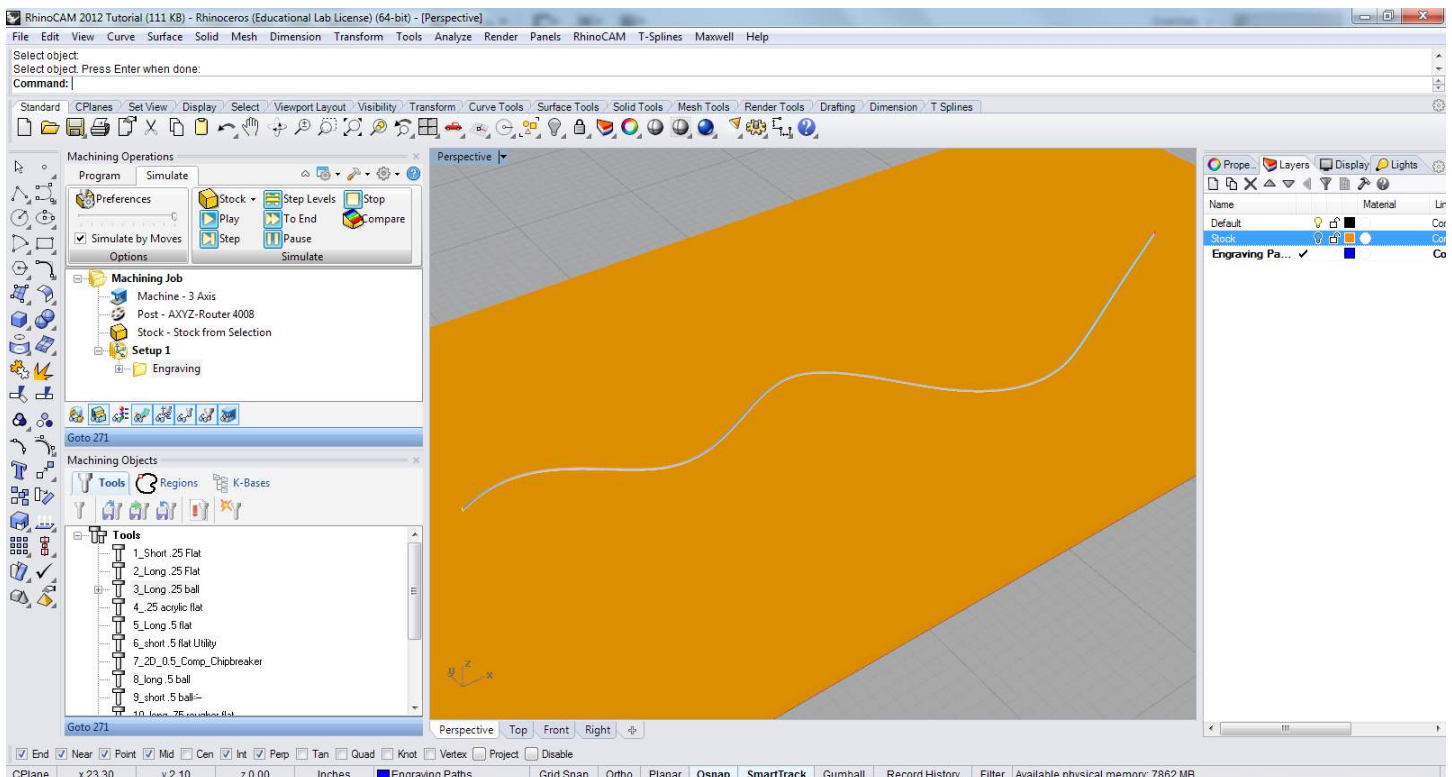 RhinoCAM 2012 Tutorial (111 KB) - Rhinoceros (Educational Lab License) (64-bit) - [Perspective]
File Edit View Curve Surface Solid Mesh Dimension Transform Tools Analyze Render Panels RhinoCAM T-Splines Maxwell Help
Select object:
Select object. Press Enter when done:
Command:
Standard CPlanes Set View Display Select Viewport Layout Visibility Transform Curve Tools Surface Tools Solid Tools Mesh Tools Render Tools Drafting Dimension T Splines
Machining Operations
Program Simulate
Preferences
Simulate by Moves
Options
Stock Step Levels Stop
Play To End Compare
Step Pause
Simulate
Machining Job
Machine - 3 Axis
Post - AXYZ-Router 4008
Stock - Stock from Selection
Setup 1
Engraving
Goto 271
Machining Objects
Tools Regions K-Bases
Tools
1_Short .25 Flat
2_Long .25 Flat
3_Long .25 ball
4_.25 acrylic flat
5_Long .5 flat
6_short .5 flat Utility
7_2D_0.5_Comp_Chipbreaker
8_long .5 ball
9_short .5 ball
Goto 271
Perspective
z
y x
Perspective Top Front Right
Prope... Layers Display Lights
Name Material Lin
Default Con
Stock Con
Engraving Pa... Co
End Near Point Mid Cen Int Perp Tan Quad Knot Vertex Project Disable
CPlane x 23.30 y 2.10 z 0.00 Inches Engraving Paths Grid Snap Ortho Planar Osnap SmartTrack Gumball Record History Filter Available physical memory: 7862 MB